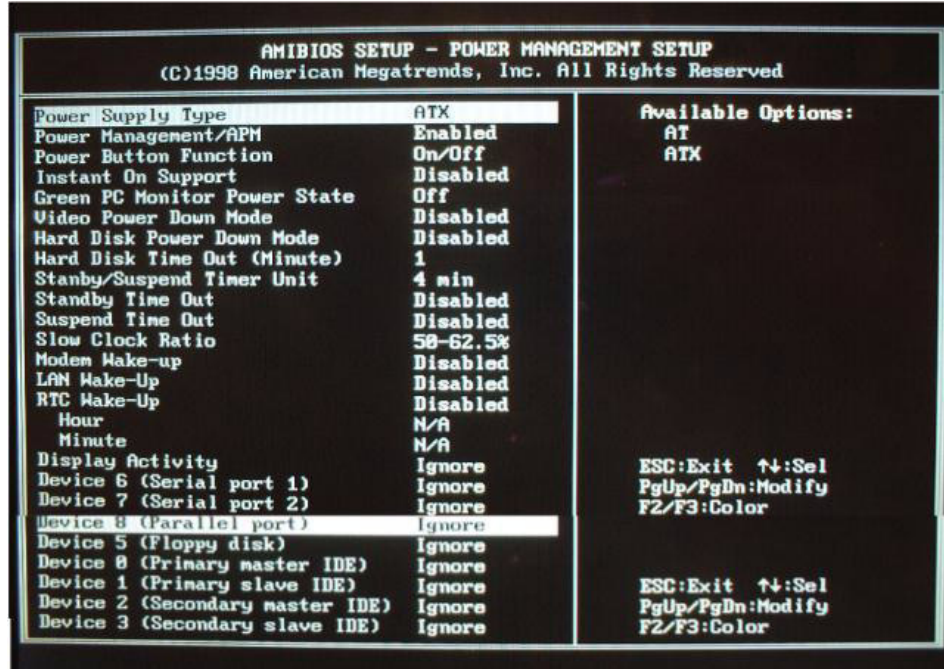 AMIBIOS SETUP - POWER MANAGEMENT SETUP
(C)1998 American Megatrends, Inc. All Rights Reserved
Power Supply Type ATX
Power Management/APM Enabled
Power Button Function On/Off
Instant On Support Disabled
Green PC Monitor Power State Off
Video Power Down Mode Disabled
Hard Disk Power Down Mode Disabled
Hard Disk Time Out (Minute) 1
Stanby/Suspend Timer Unit 4 min
Standby Time Out Disabled
Suspend Time Out Disabled
Slow Clock Ratio 50-62.5%
Modem Wake-up Disabled
LAN Wake-Up Disabled
RTC Wake-Up Disabled
Hour N/A
Minute N/A
Display Activity Ignore
Device 6 (Serial port 1) Ignore
Device 7 (Serial port 2) Ignore
Device 8 (Parallel port) Ignore
Device 5 (Floppy disk) Ignore
Device 0 (Primary master IDE) Ignore
Device 1 (Primary slave IDE) Ignore
Device 2 (Secondary master IDE) Ignore
Device 3 (Secondary slave IDE) Ignore
Available Options:
AT
ATX
ESC:Exit ↑↓:Sel
PgUp/PgDn:Modify
F2/F3:Color
ESC:Exit ↑↓:Sel
PgUp/PgDn:Modify
F2/F3:Color